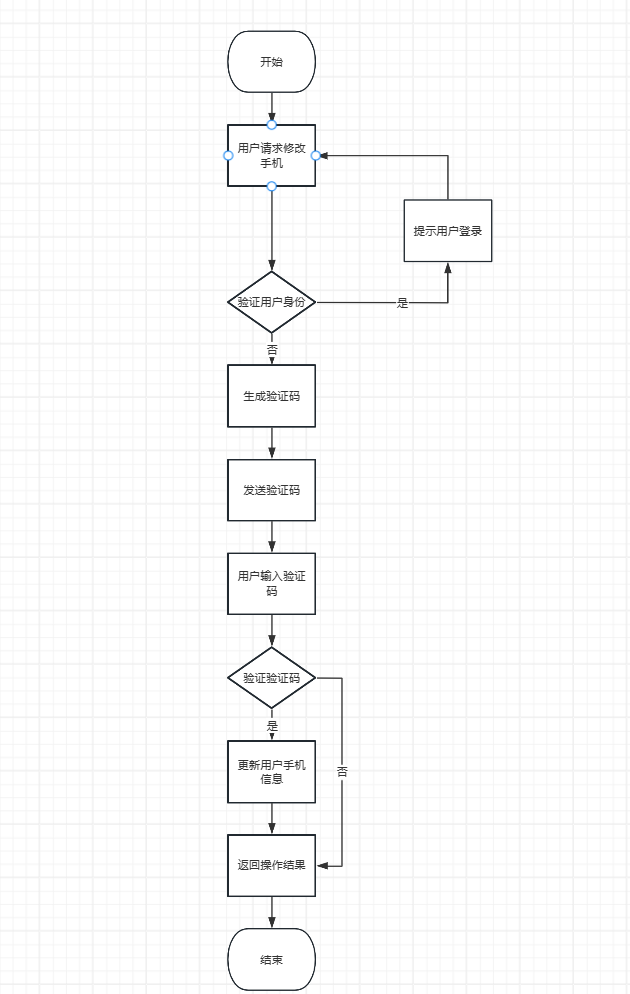 开始
用户请求修改
手机
提示用户登录
验证用户身份
是
否
生成验证码
发送验证码
用户输入验证
码
验证验证码
是
更新用户手机
信息
否
返回操作结果
结束